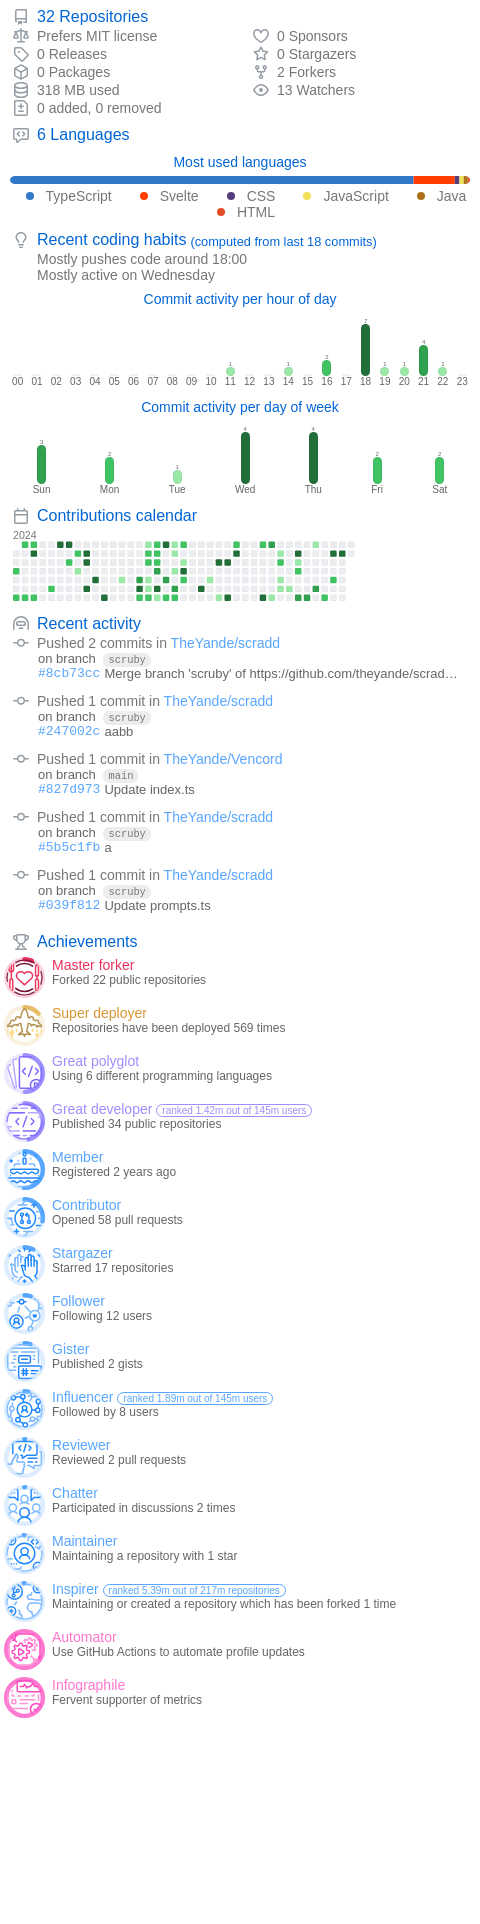 32 Repositories
Prefers MIT license
0 Sponsors
0 Releases
0 Stargazers
0 Packages
2 Forkers
318 MB used
13 Watchers
0 added, 0 removed
6 Languages
Most used languages
TypeScript Svelte CSS JavaScript Java
HTML
Recent coding habits (computed from last 18 commits)
Mostly pushes code around 18:00
Mostly active on Wednesday
Commit activity per hour of day
7
4
2
1 1 1 1 1
00 01 02 03 04 05 06 07 08 09 10 11 12 13 14 15 16 17 18 19 20 21 22 23
Commit activity per day of week
4 4
3
2 2 2
1
Sun Mon Tue Wed Thu Fri Sat
Contributions calendar
2024
Recent activity
Pushed 2 commits in TheYande/scradd
on branch scruby
#8cb73cc Merge branch 'scruby' of https://github.com/theyande/scrad…
Pushed 1 commit in TheYande/scradd
on branch scruby
#247002c aabb
Pushed 1 commit in TheYande/Vencord
on branch main
#827d973 Update index.ts
Pushed 1 commit in TheYande/scradd
on branch scruby
#5b5c1fb a
Pushed 1 commit in TheYande/scradd
on branch scruby
#039f812 Update prompts.ts
Achievements
Master forker
Forked 22 public repositories
Super deployer
Repositories have been deployed 569 times
Great polyglot
Using 6 different programming languages
Great developer ranked 1.42m out of 145m users
Published 34 public repositories
Member
Registered 2 years ago
Contributor
Opened 58 pull requests
Stargazer
Starred 17 repositories
Follower
Following 12 users
Gister
Published 2 gists
Influencer ranked 1.89m out of 145m users
Followed by 8 users
Reviewer
Reviewed 2 pull requests
Chatter
Participated in discussions 2 times
Maintainer
Maintaining a repository with 1 star
Inspirer ranked 5.39m out of 217m repositories
Maintaining or created a repository which has been forked 1 time
Automator
Use GitHub Actions to automate profile updates
Infographile
Fervent supporter of metrics